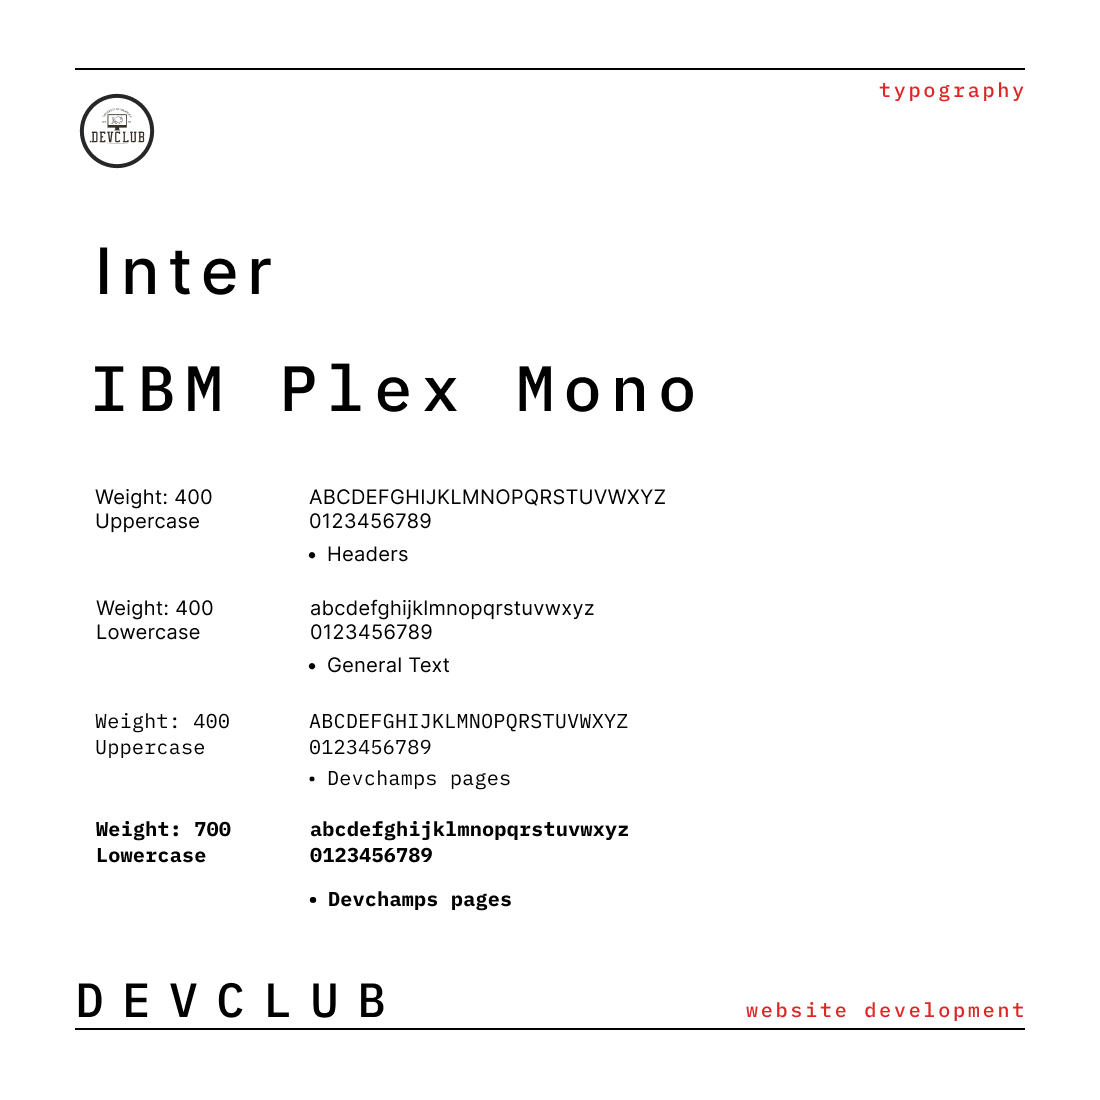 typography
DEVCLUB
Inter
IBM Plex Mono
Weight: 400
Uppercase
ABCDEFGHIJKLMNOPQRSTUVWXYZ
0123456789
• Headers
Weight: 400
Lowercase
abcdefghijklmnopqrstuvwxyz
0123456789
• General Text
Weight: 400
Uppercase
ABCDEFGHIJKLMNOPQRSTUVWXYZ
0123456789
• Devchamps pages
Weight: 700
Lowercase
abcdefghijklmnopqrstuvwxyz
0123456789
• Devchamps pages
DEVCLUB
website development